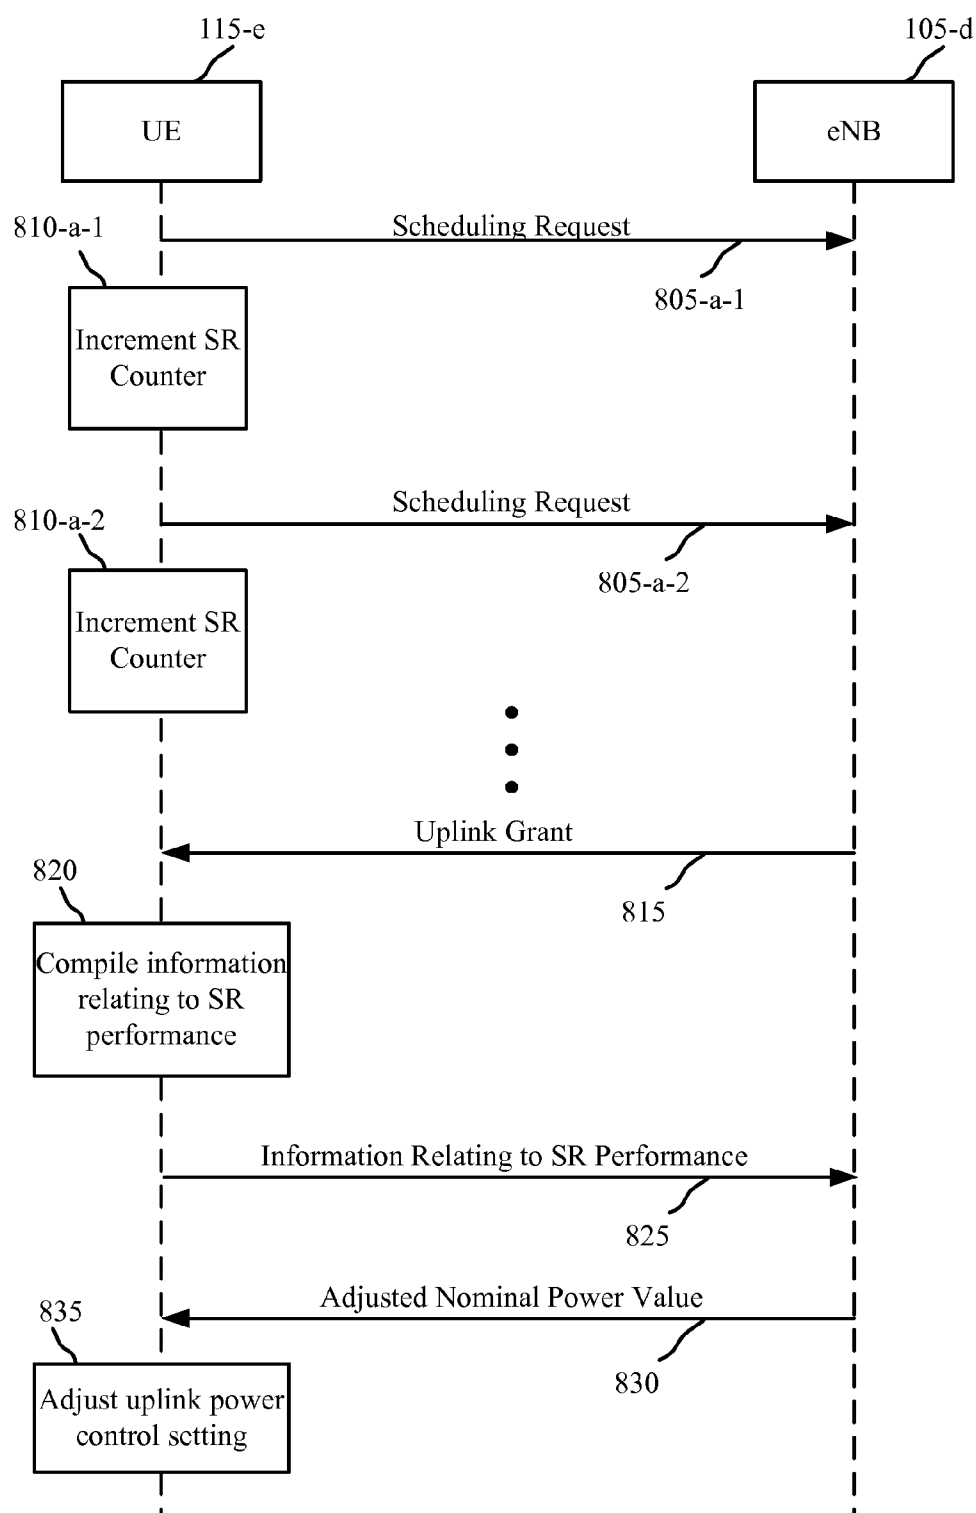 115-e
105-d
UE
eNB
810-a-1
Scheduling Request
805-a-1
Increment SR
Counter
810-a-2
Scheduling Request
805-a-2
Increment SR
Counter
Uplink Grant
815
820
Compile information
relating to SR
performance
Information Relating to SR Performance
825
Adjusted Nominal Power Value
830
835
Adjust uplink power
control setting